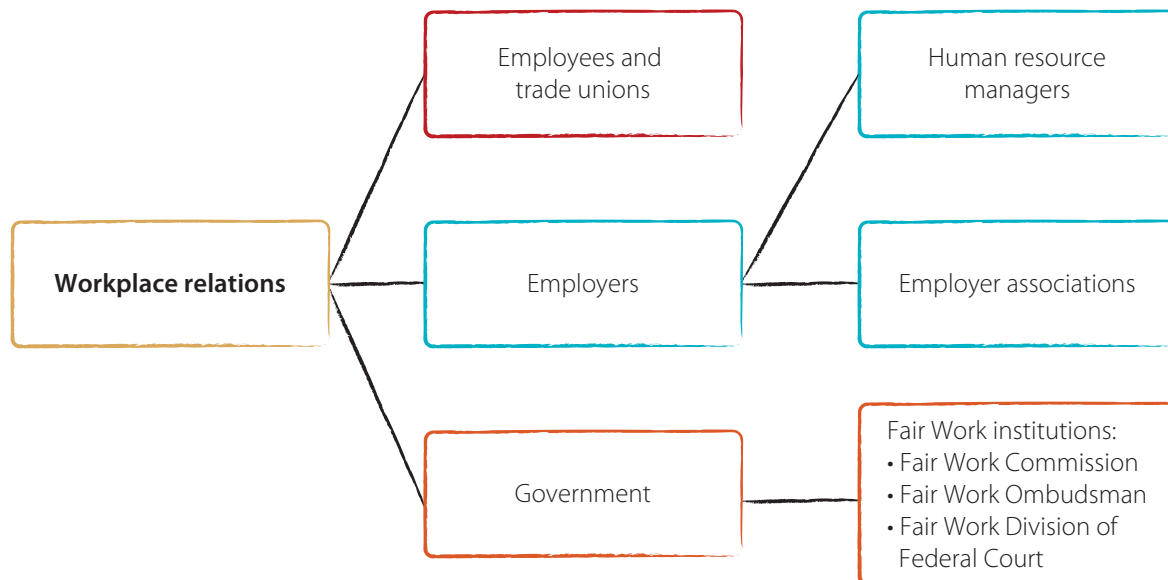 Employees and
trade unions
Human resource
managers
Workplace relations
Employers
Employer associations
Government
Fair Work institutions:
• Fair Work Commission
• Fair Work Ombudsman
• Fair Work Division of
Federal Court